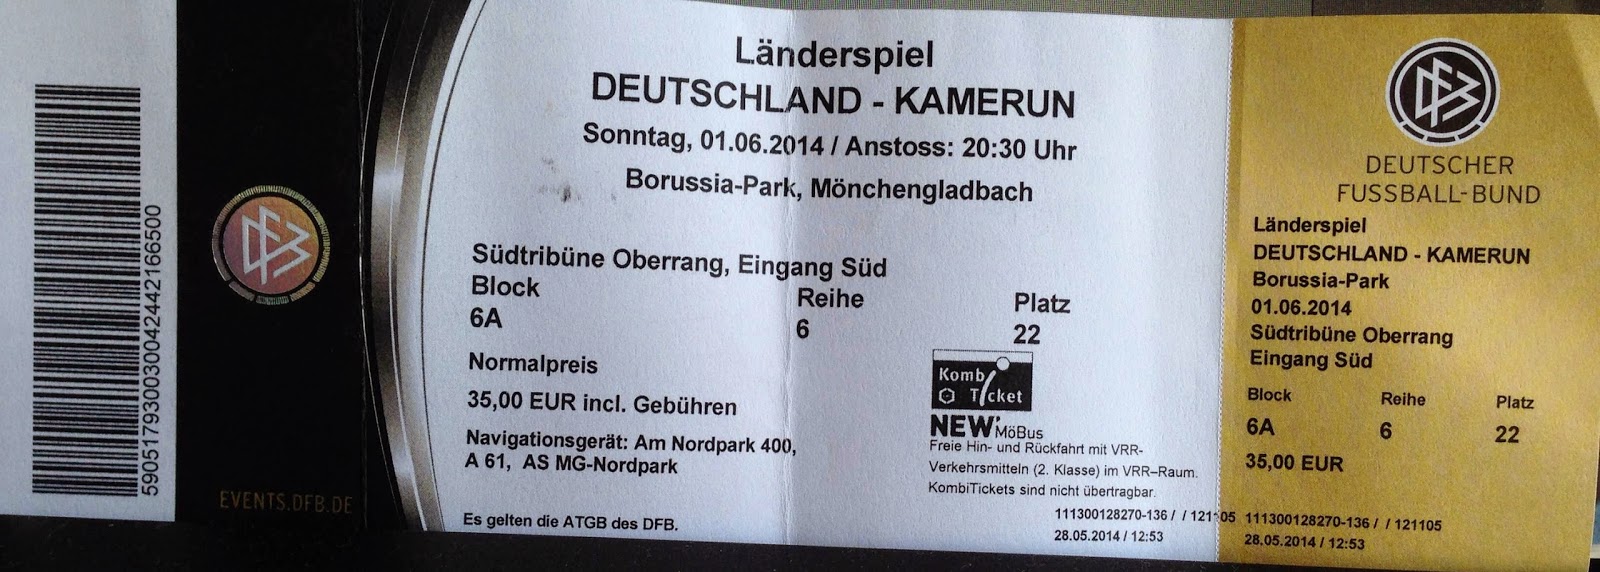 5905179300300424442166500
DFB
EVENTS.DFB.DE
Länderspiel
DEUTSCHLAND - KAMERUN
Sonntag, 01.06.2014 / Anstoss: 20:30 Uhr
Borussia-Park, Mönchengladbach
Südtribüne Oberrang, Eingang Süd
Block Reihe Platz
6A 6 22
Normalpreis
35,00 EUR incl. Gebühren
Navigationsgerät: Am Nordpark 400,
A 61, AS MG-Nordpark
Es gelten die ATGB des DFB.
Kombi
Ticket
NEW' MöBus
Freie Hin- und Rückfahrt mit VRR-
Verkehrsmitteln (2. Klasse) im VRR–Raum.
KombiTickets sind nicht übertragbar.
111300128270-136 / / 121105
28.05.2014 / 12:53
DFB
DEUTSCHER
FUSSBALL-BUND
Länderspiel
DEUTSCHLAND - KAMERUN
Borussia-Park
01.06.2014
Südtribüne Oberrang
Eingang Süd
Block Reihe Platz
6A 6 22
35,00 EUR
111300128270-136 / / 121105
28.05.2014 / 12:53